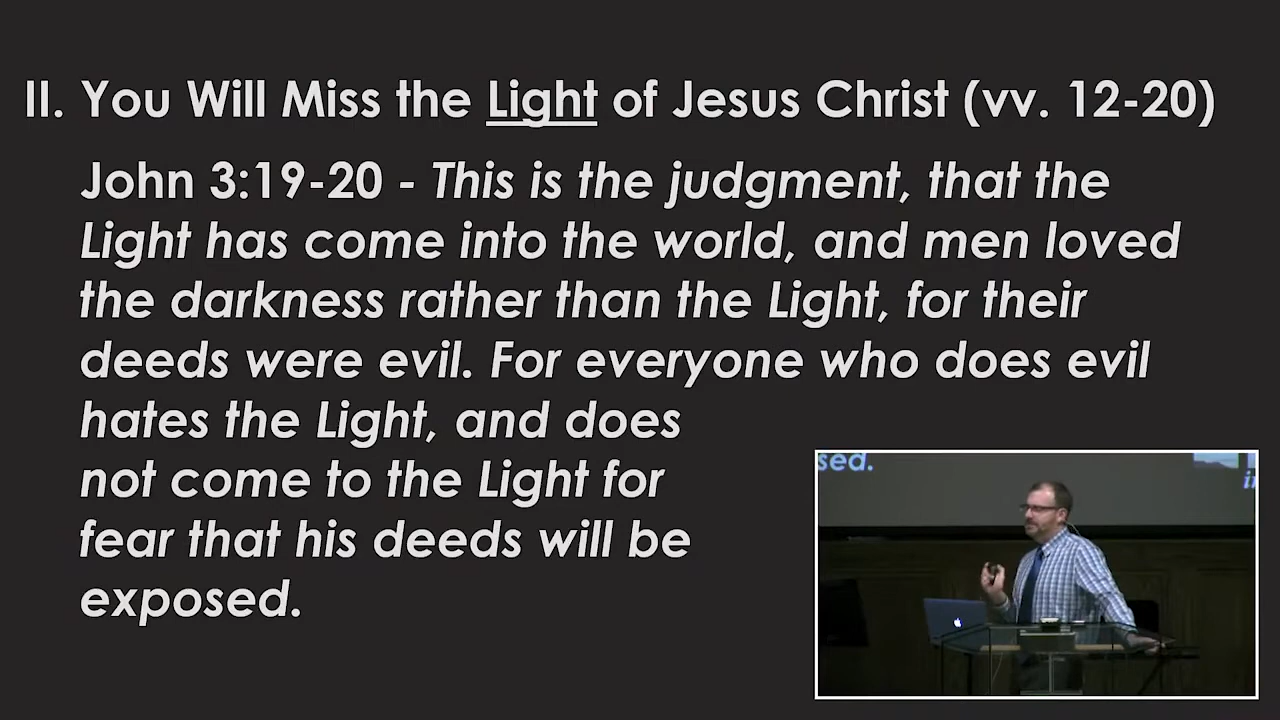 II. You Will Miss the Light of Jesus Christ (vv. 12-20)
John 3:19-20 - This is the judgment, that the
Light has come into the world, and men loved
the darkness rather than the Light, for their
deeds were evil. For everyone who does evil
hates the Light, and does
not come to the Light for
fear that his deeds will be
exposed.
sed.